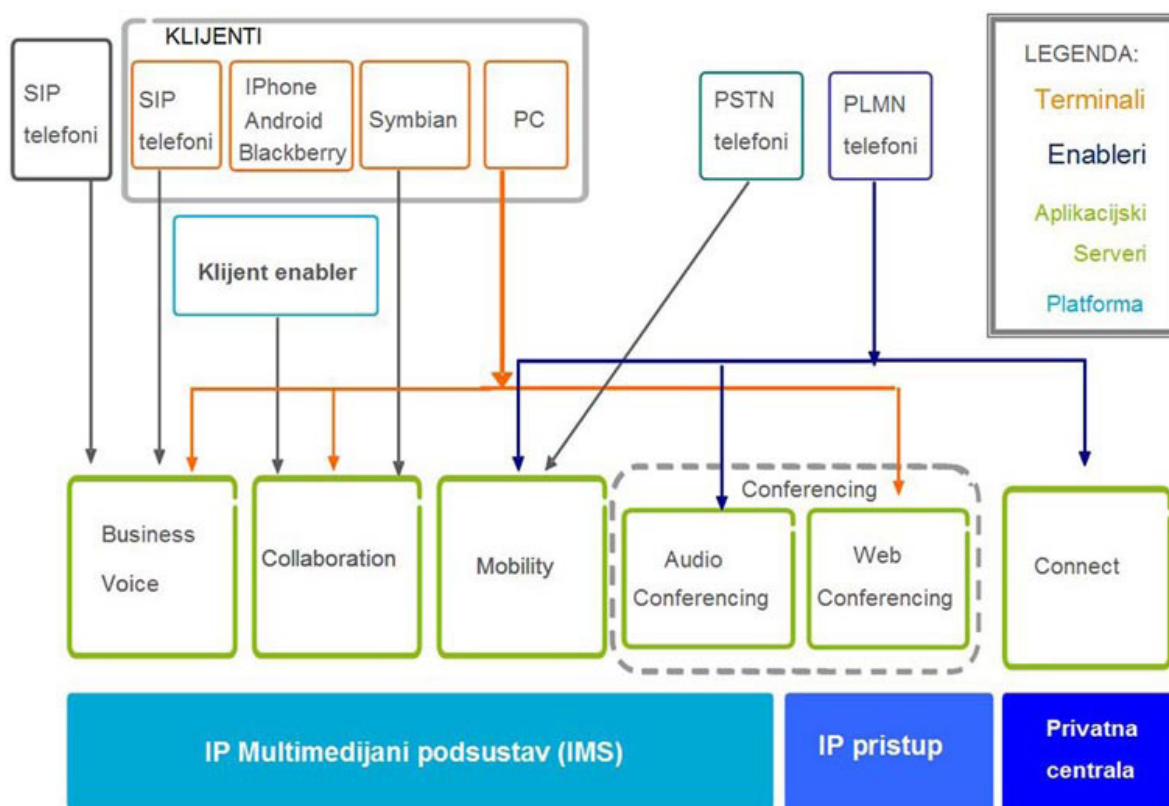 KLIJENTI
SIP
telefoni
SIP
telefoni
IPhone
Android
Blackberry
Symbian
PC
PSTN
telefoni
PLMN
telefoni
LEGENDA:
Terminali
Enableri
Aplikacijski
Serveri
Platforma
Klijent enabler
Business
Voice
Collaboration
Mobility
Conferencing
Audio
Conferencing
Web
Conferencing
Connect
IP Multimedijani podsustav (IMS)
IP pristup
Privatna
centrala